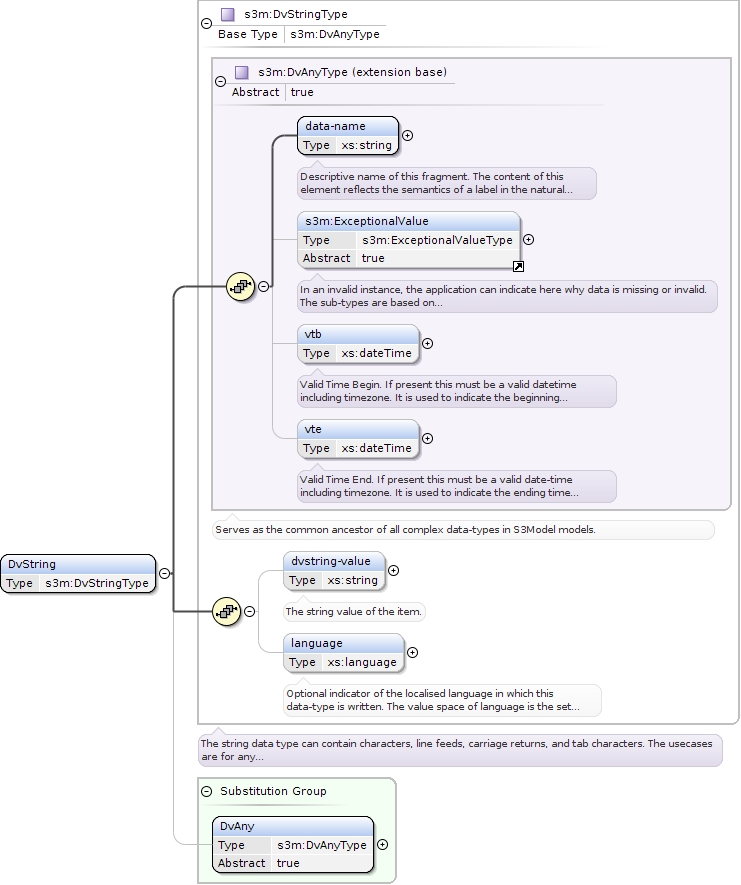 s3m:DvStringType
Base Type s3m:DvAnyType
s3m:DvAnyType (extension base)
Abstract true
data-name
Type xs:string
Descriptive name of this fragment. The content of this
element reflects the semantics of a label in the natural...
s3m:ExceptionalValue
Type s3m:ExceptionalValueType
Abstract true
In an invalid instance, the application can indicate here why data is missing or invalid.
The sub-types are based on...
vtb
Type xs:dateTime
Valid Time Begin. If present this must be a valid datetime
including timezone. It is used to indicate the beginning...
vte
Type xs:dateTime
Valid Time End. If present this must be a valid date-time
including timezone. It is used to indicate the ending time...
Serves as the common ancestor of all complex data-types in S3Model models.
DvString
Type s3m:DvStringType
dvstring-value
Type xs:string
The string value of the item.
language
Type xs:language
Optional indicator of the localised language in which this
data-type is written. The value space of language is the set...
The string data type can contain characters, line feeds, carriage returns, and tab characters. The usecases
are for any...
Substitution Group
DvAny
Type s3m:DvAnyType
Abstract true